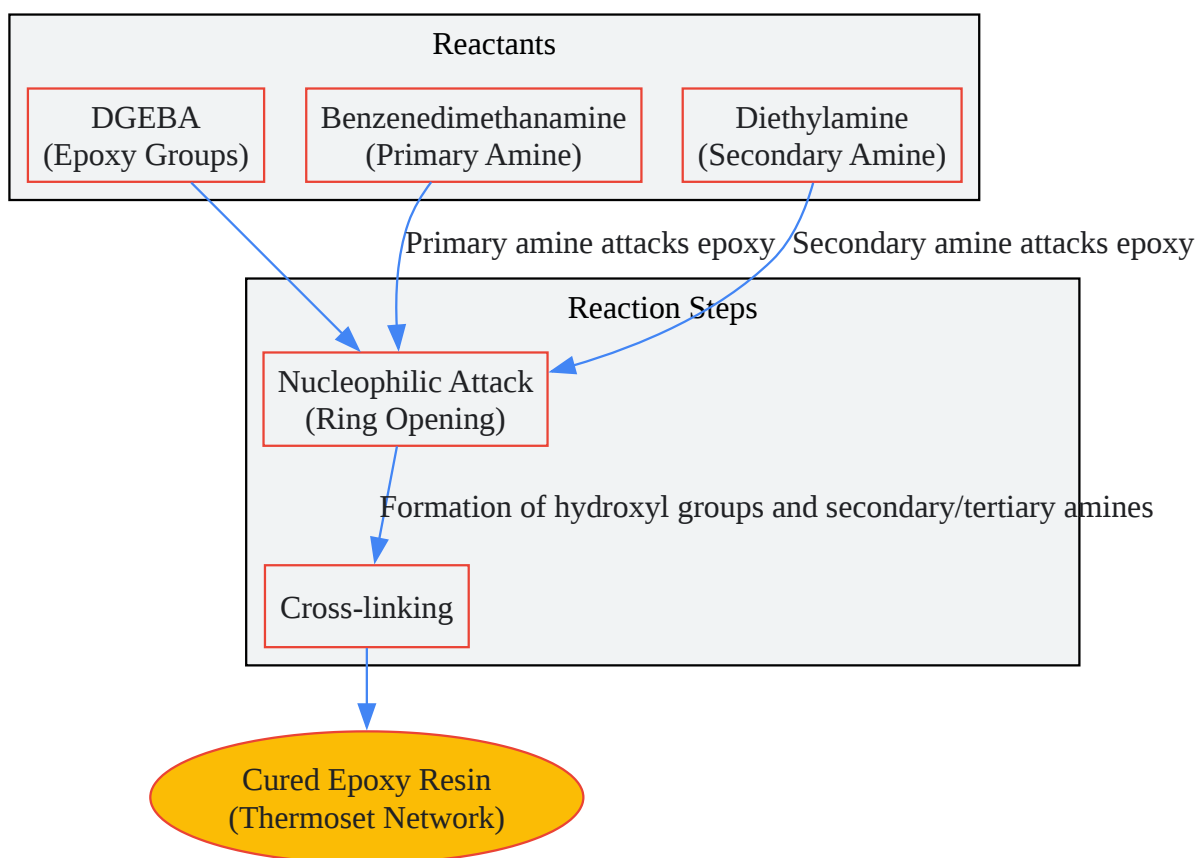 Reactants
DGEBA
(Epoxy Groups)
Benzenedimethanamine
(Primary Amine)
Diethylamine
(Secondary Amine)
Primary amine attacks epoxy
Secondary amine attacks epoxy
Reaction Steps
Nucleophilic Attack
(Ring Opening)
Formation of hydroxyl groups and secondary/tertiary amines
Cross-linking
Cured Epoxy Resin
(Thermoset Network)